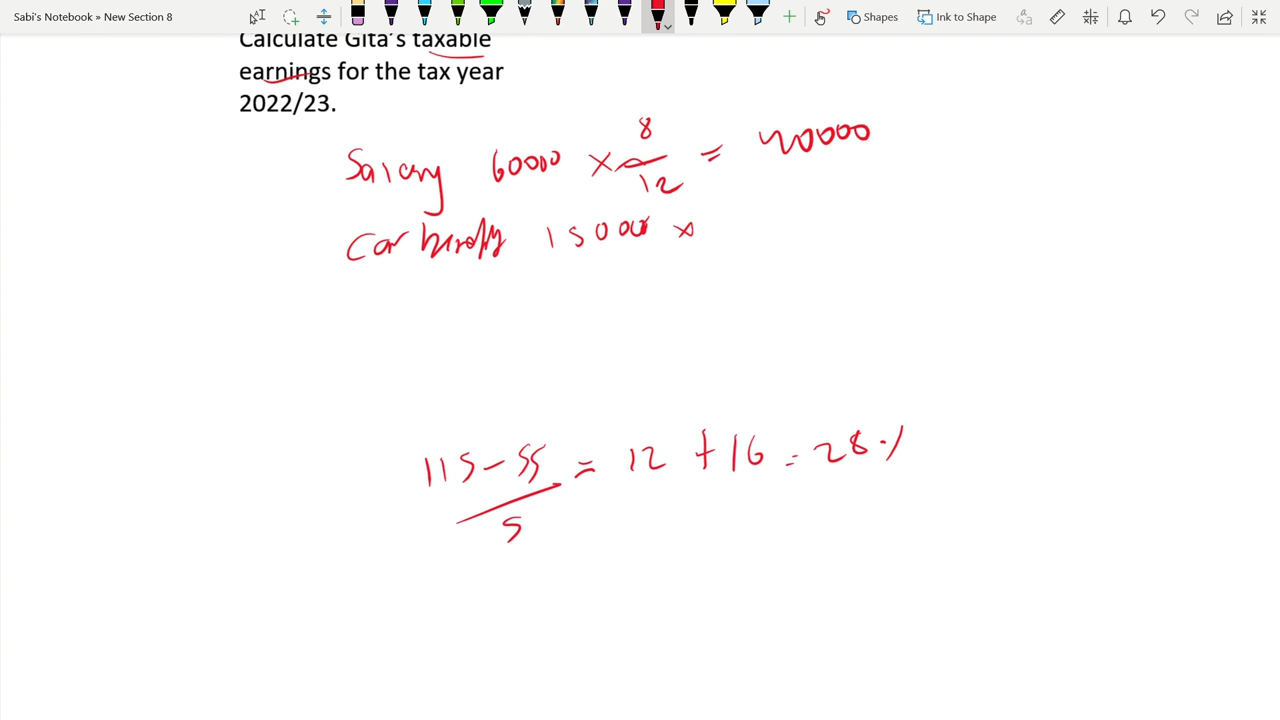 Sabi's Notebook » New Section 8
Shapes
Ink to Shape
Calculate Gita's taxable
earnings for the tax year
2022/23.
Salary 60000 × 8/12 = 40000
Car benefit 15000 ×
115-55/5 = 12 + 16 = 28%